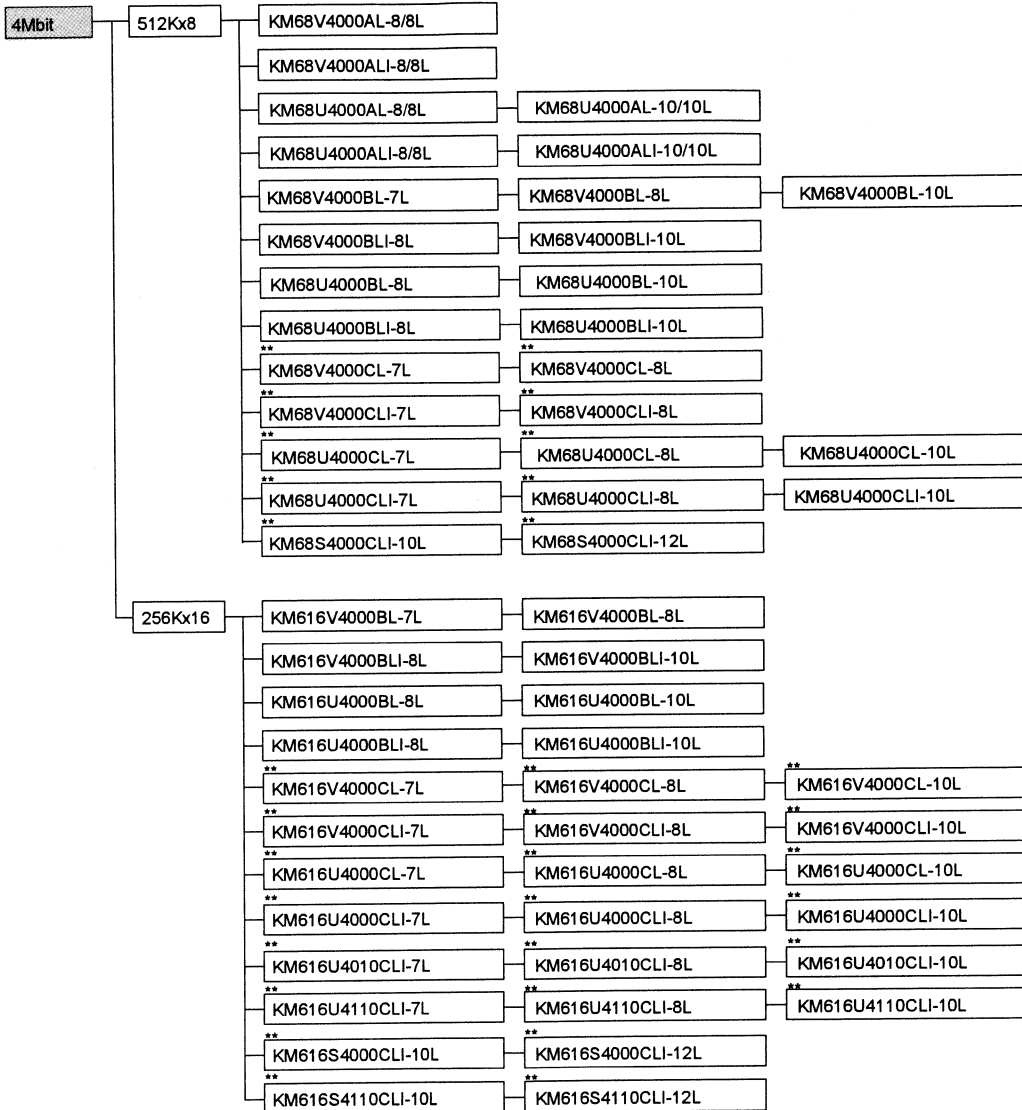 4Mbit 512Kx8 KM68V4000AL-8/8L
KM68V4000ALI-8/8L
KM68U4000AL-8/8L KM68U4000AL-10/10L
KM68U4000ALI-8/8L KM68U4000ALI-10/10L
KM68V4000BL-7L KM68V4000BL-8L KM68V4000BL-10L
KM68V4000BLI-8L KM68V4000BLI-10L
KM68U4000BL-8L KM68U4000BL-10L
KM68U4000BLI-8L KM68U4000BLI-10L
** **
KM68V4000CL-7L KM68V4000CL-8L
** **
KM68V4000CLI-7L KM68V4000CLI-8L
** **
KM68U4000CL-7L KM68U4000CL-8L KM68U4000CL-10L
** **
KM68U4000CLI-7L KM68U4000CLI-8L KM68U4000CLI-10L
** **
KM68S4000CLI-10L KM68S4000CLI-12L
256Kx16 KM616V4000BL-7L KM616V4000BL-8L
KM616V4000BLI-8L KM616V4000BLI-10L
KM616U4000BL-8L KM616U4000BL-10L
KM616U4000BLI-8L KM616U4000BLI-10L
** ** **
KM616V4000CL-7L KM616V4000CL-8L KM616V4000CL-10L
** ** **
KM616V4000CLI-7L KM616V4000CLI-8L KM616V4000CLI-10L
** ** **
KM616U4000CL-7L KM616U4000CL-8L KM616U4000CL-10L
** ** **
KM616U4000CLI-7L KM616U4000CLI-8L KM616U4000CLI-10L
** ** **
KM616U4010CLI-7L KM616U4010CLI-8L KM616U4010CLI-10L
** ** **
KM616U4110CLI-7L KM616U4110CLI-8L KM616U4110CLI-10L
** **
KM616S4000CLI-10L KM616S4000CLI-12L
** **
KM616S4110CLI-10L KM616S4110CLI-12L